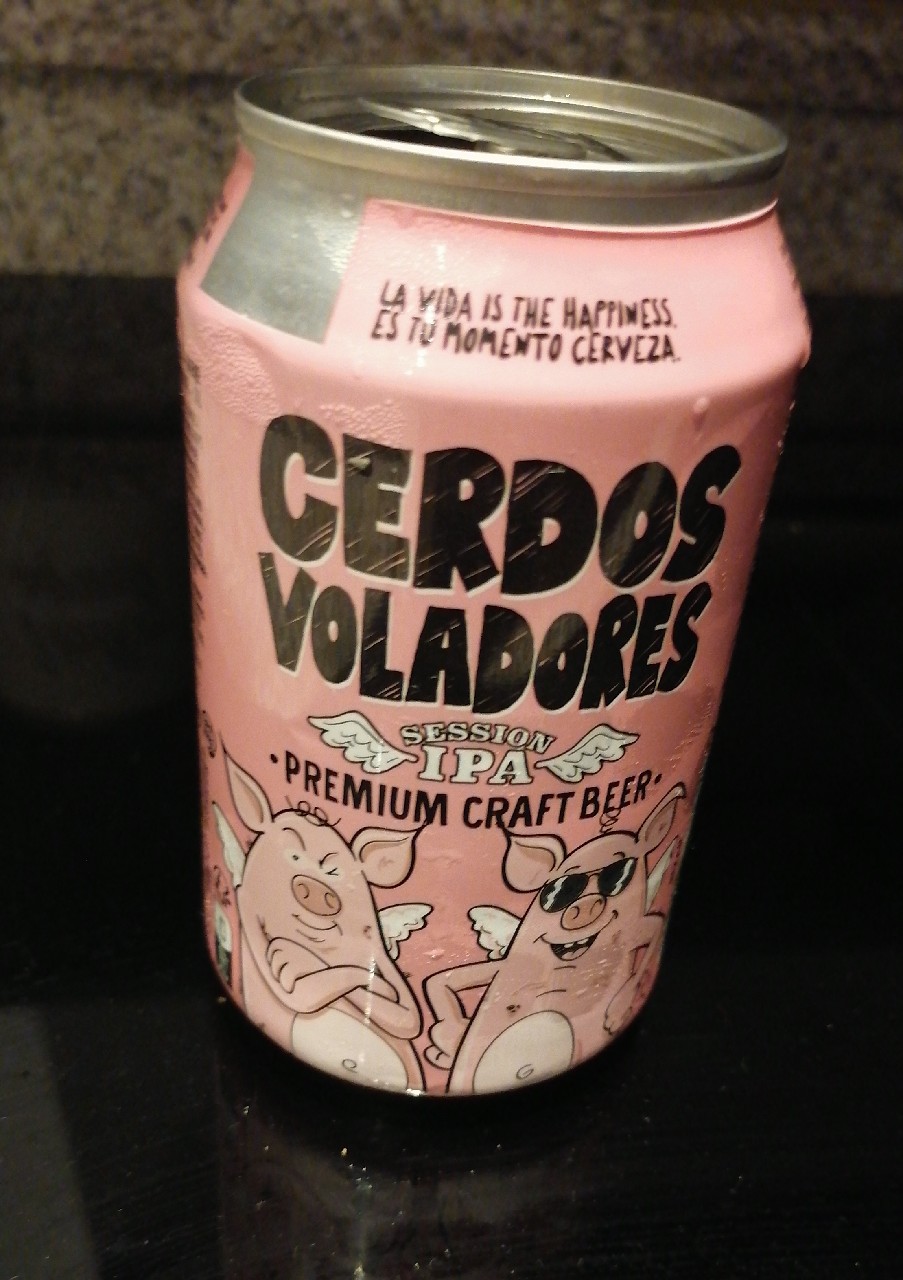 LA VIDA IS THE HAPPINESS.
ES TU MOMENTO CERVEZA.
CERDOS
VOLADORES
SESSION
IPA
·PREMIUM CRAFT BEER·